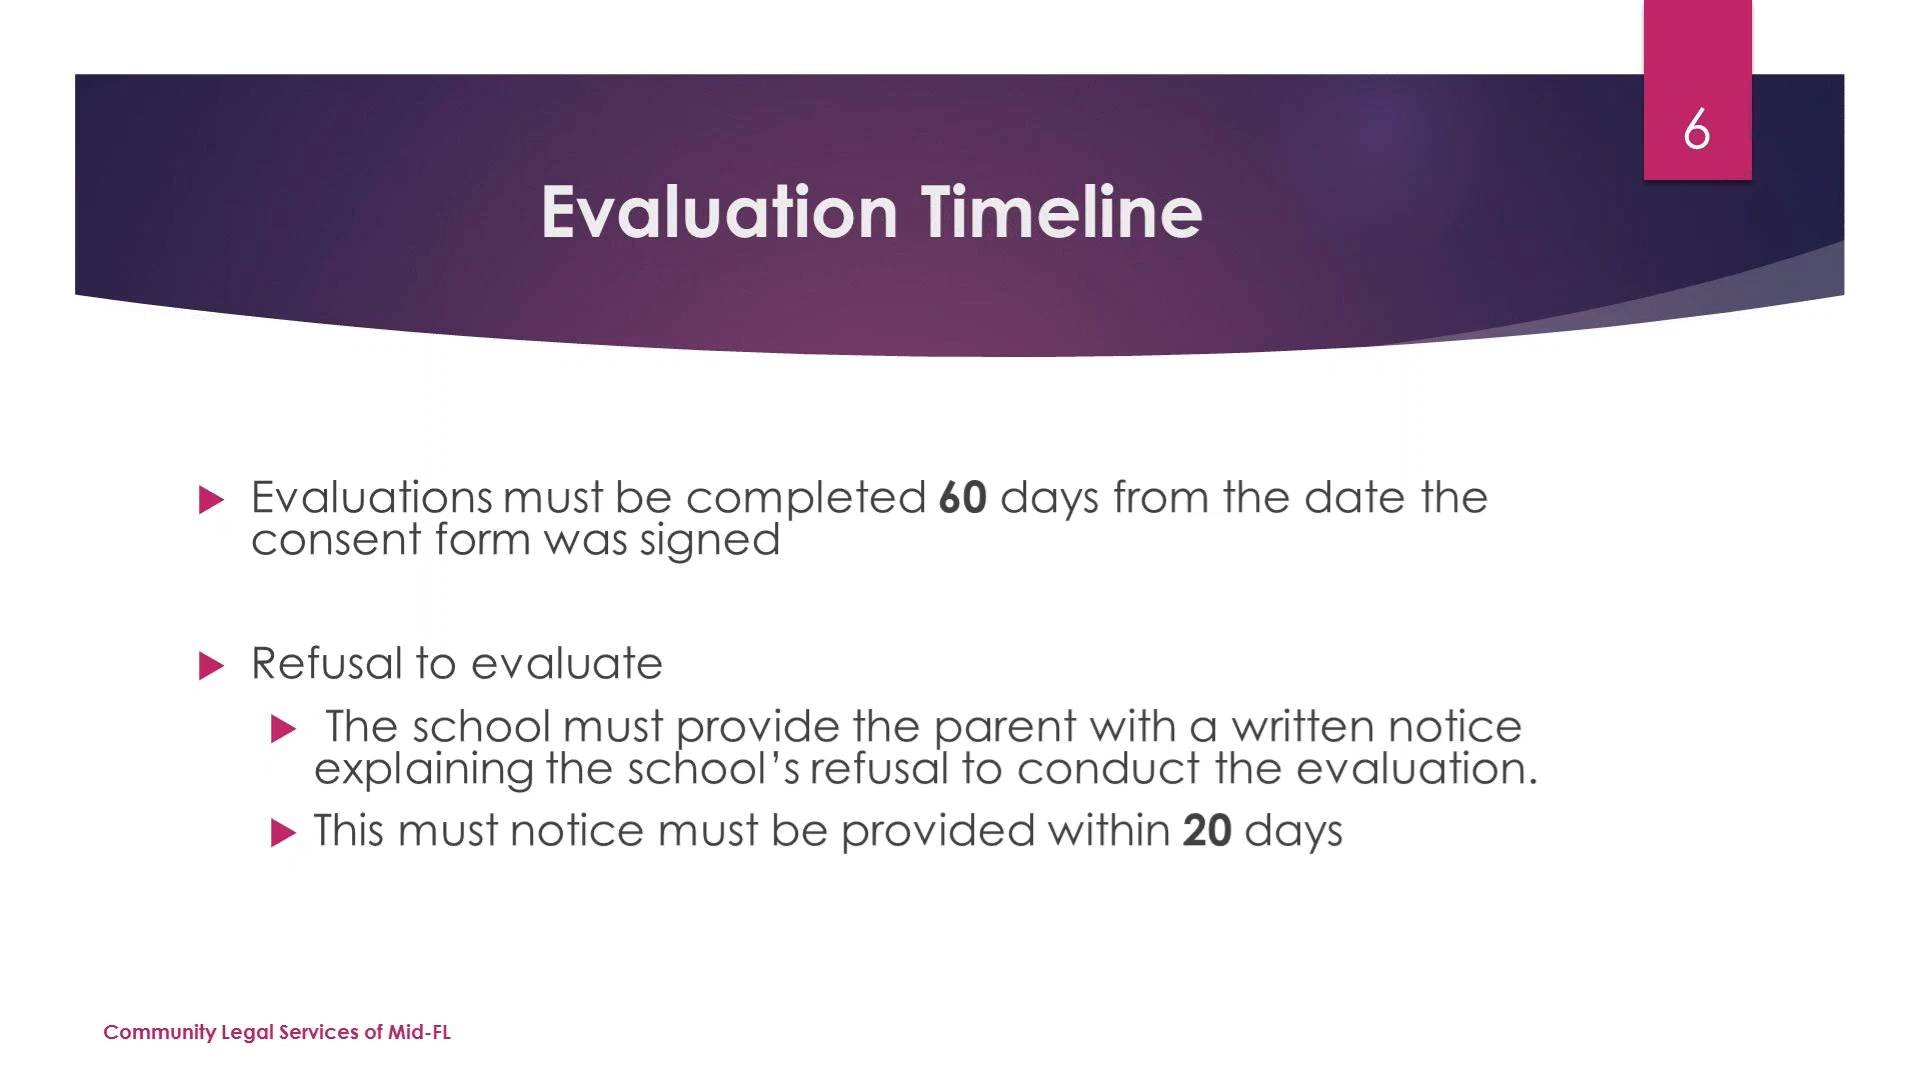 6
Evaluation Timeline
Evaluations must be completed 60 days from the date the
consent form was signed
Refusal to evaluate
The school must provide the parent with a written notice
explaining the school’s refusal to conduct the evaluation.
This must notice must be provided within 20 days
Community Legal Services of Mid-FL